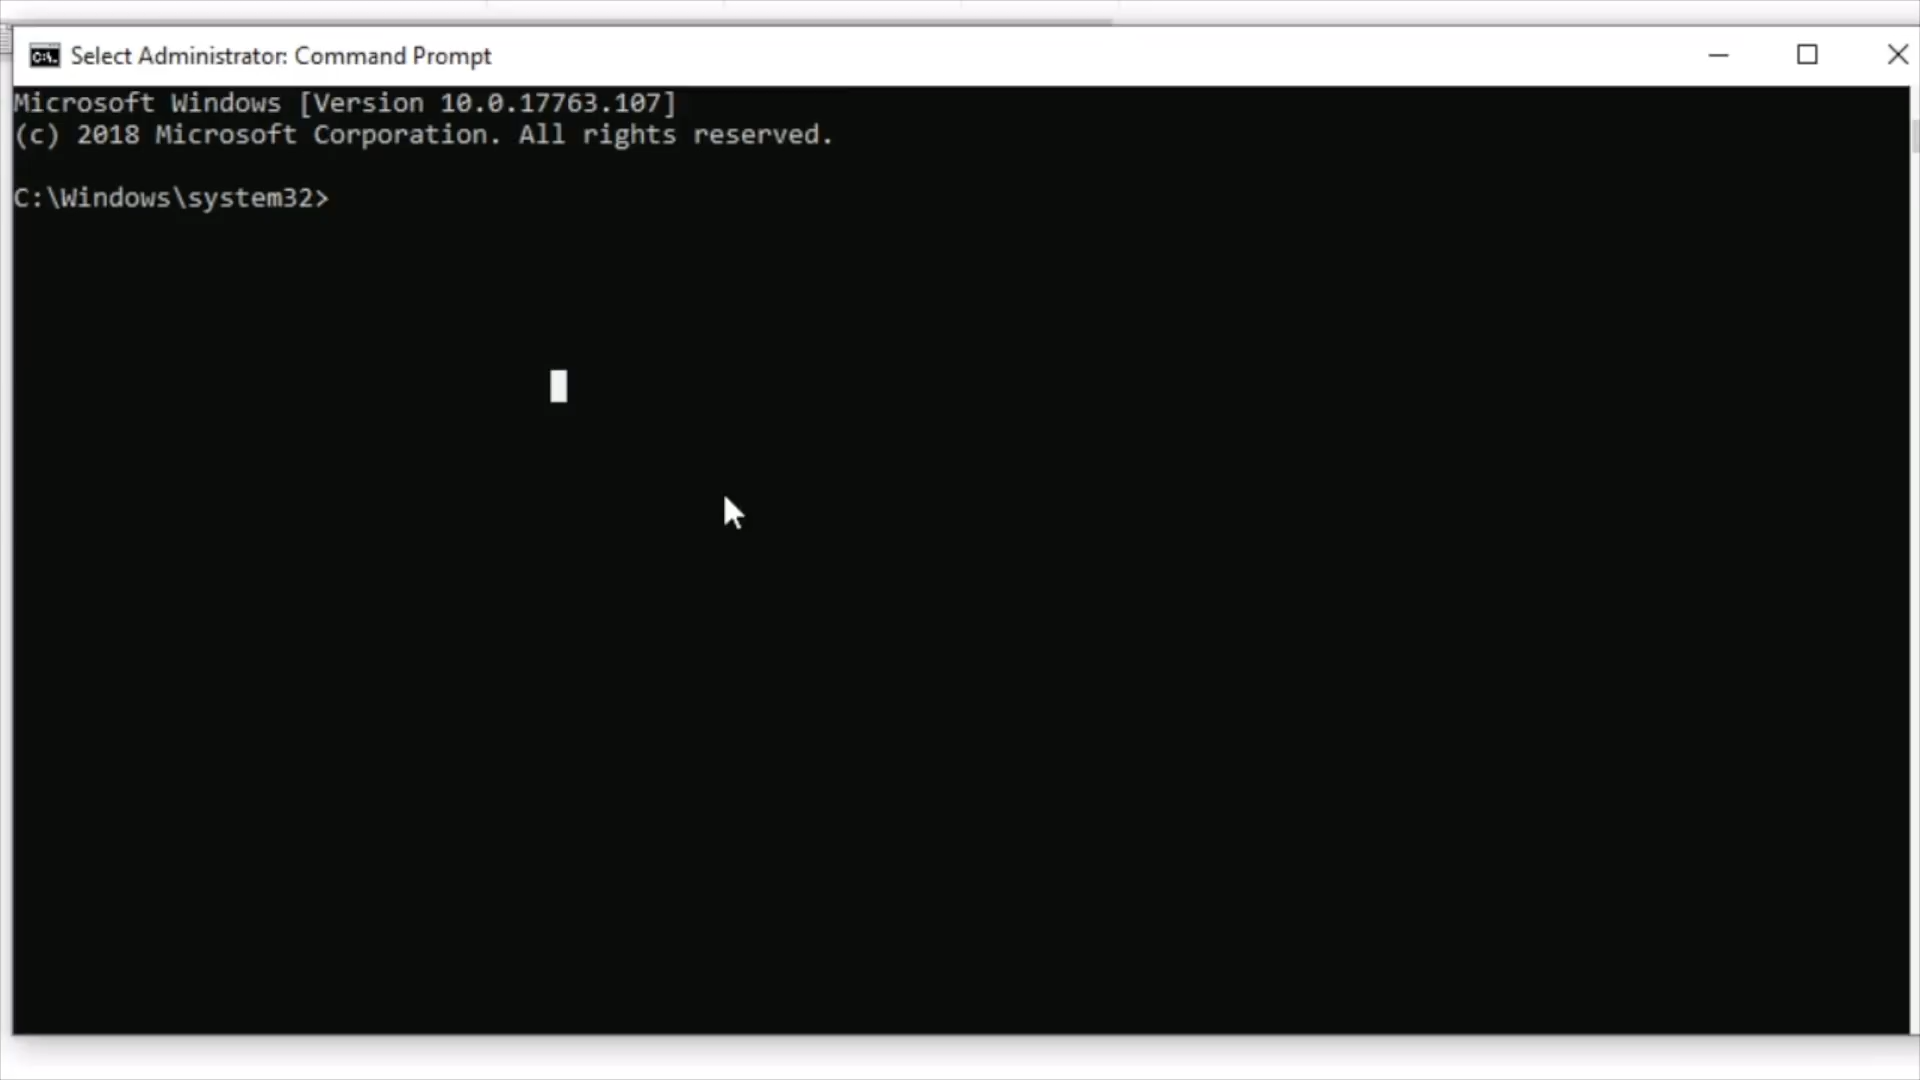 Select Administrator: Command Prompt
Microsoft Windows [Version 10.0.17763.107]
(c) 2018 Microsoft Corporation. All rights reserved.
C:\Windows\system32>